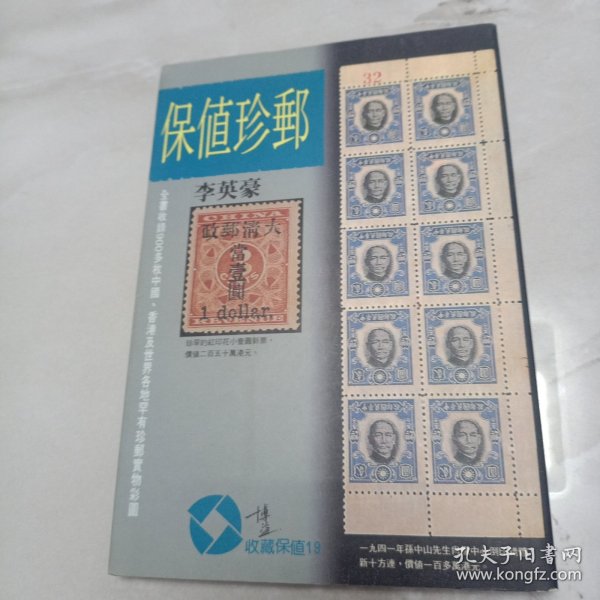 保值珍郵
李英豪
全書收錄900多枚中國、香港及世界各地罕有珍郵實物彩圖
大清郵政
當壹圓
1 dollar
珍罕的紅印花小壹圓新票，
價值二百五十萬港元。
32
博益
收藏保值19
一九四一年孫中山先生
新十方連，價值一百多萬港元。
孔夫子旧书网
www.kongfz.com